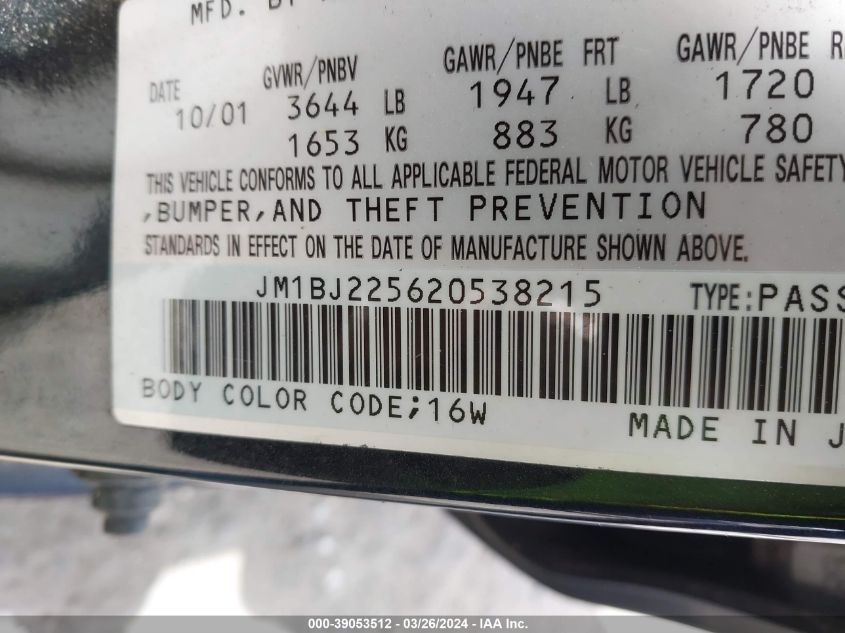 MFD. BY
DATE GVWR/PNBV GAWR/PNBE FRT GAWR/PNBE
10/01 3644 LB 1947 LB 1720
1653 KG 883 KG 780
THIS VEHICLE CONFORMS TO ALL APPLICABLE FEDERAL MOTOR VEHICLE SAFETY
,BUMPER,AND THEFT PREVENTION
STANDARDS IN EFFECT ON THE DATE OF MANUFACTURE SHOWN ABOVE.
JM1BJ225620538215 TYPE:PASS
BODY COLOR CODE;16W
MADE IN J
000-39053512 - 03/26/2024 - IAA Inc.